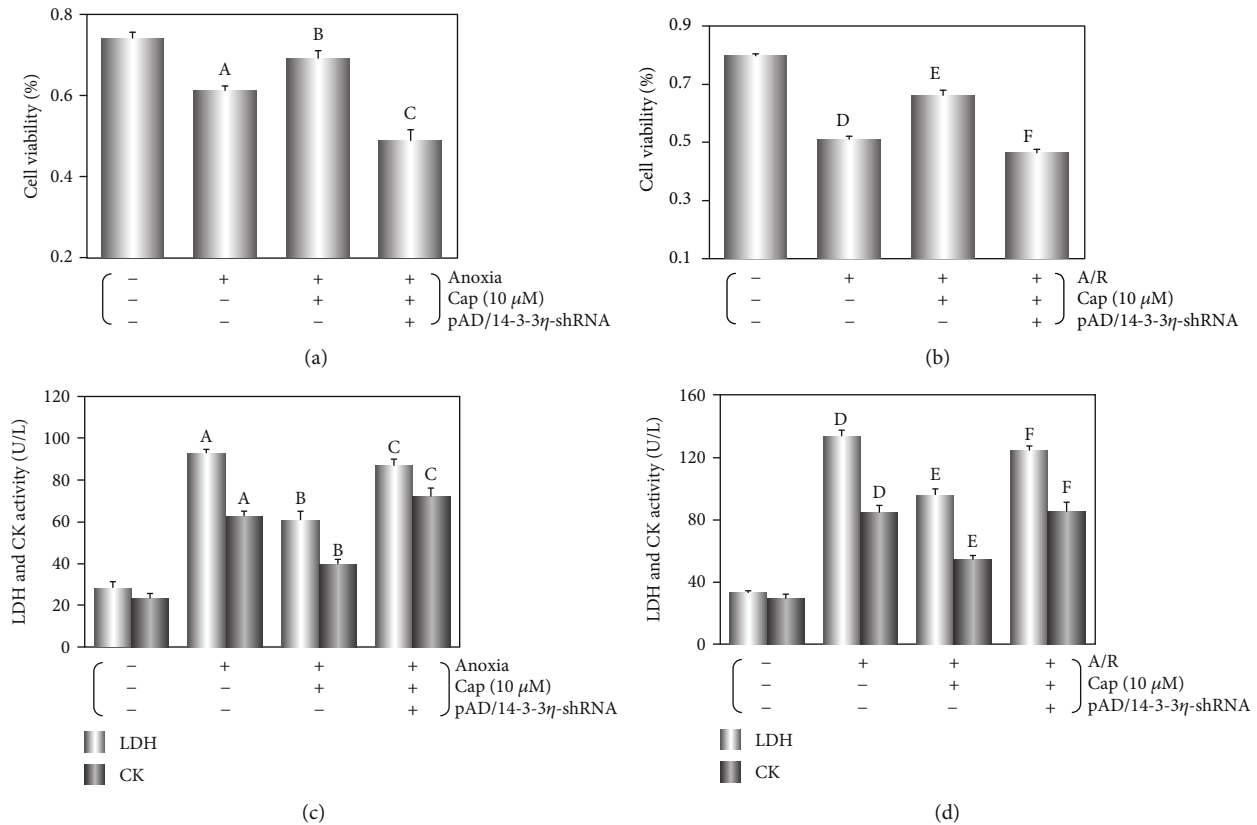 0.8
0.6
0.4
0.2
Cell viability (%)
A
B
C
− + + + Anoxia
− − + + Cap (10 μM)
− − − + pAD/14-3-3η-shRNA
(a)
0.9
0.7
0.5
0.3
0.1
Cell viability (%)
D
E
F
− + + + A/R
− − + + Cap (10 μM)
− − − + pAD/14-3-3η-shRNA
(b)
120
100
80
60
40
20
0
LDH and CK activity (U/L)
A
A
B
B
C
C
− + + + Anoxia
− − + + Cap (10 μM)
− − − + pAD/14-3-3η-shRNA
LDH
CK
(c)
160
120
80
40
0
LDH and CK activity (U/L)
D
D
E
E
F
F
− + + + A/R
− − + + Cap (10 μM)
− − − + pAD/14-3-3η-shRNA
LDH
CK
(d)